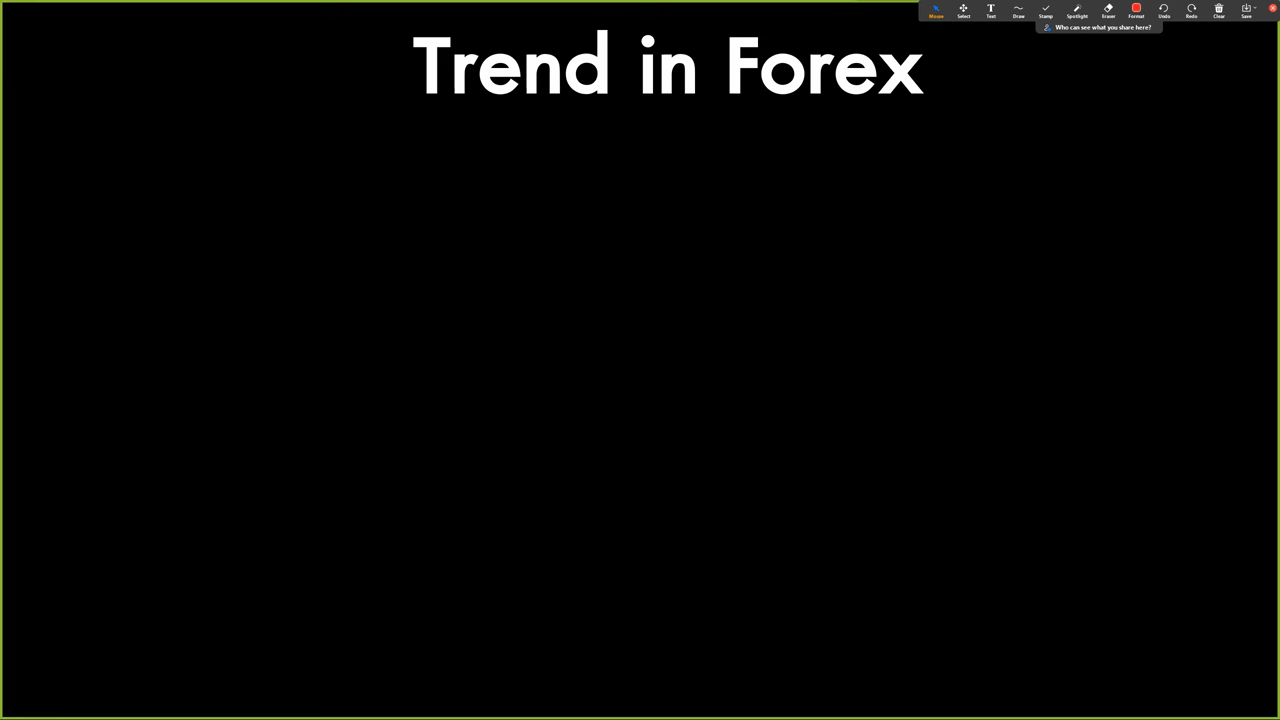 Mouse Select Text Draw Stamp Spotlight Eraser Format Undo Redo Clear Save
Who can see what you share here?
Trend in Forex